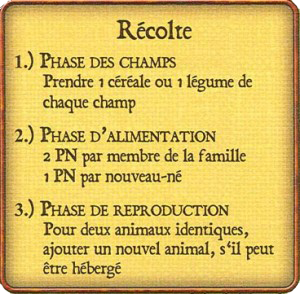 Récolte
1.) Phase des champs
Prendre 1 céréale ou 1 légume de
chaque champ
2.) Phase d'alimentation
2 PN par membre de la famille
1 PN par nouveau-né
3.) Phase de reproduction
Pour deux animaux identiques,
ajouter un nouvel animal, s'il peut
être hébergé